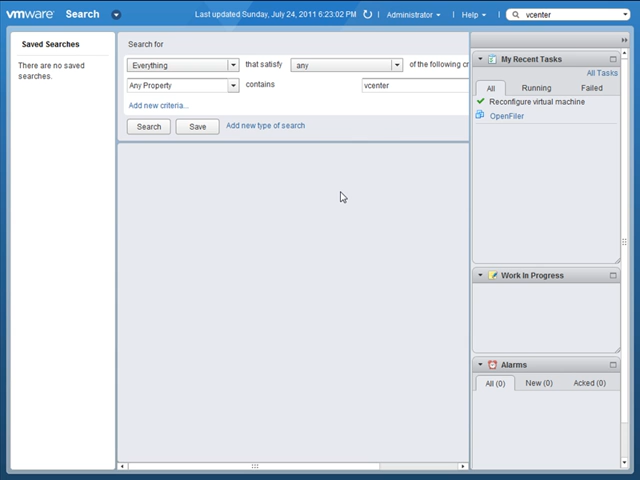 vmware Search Last updated Sunday, July 24, 2011 6:23:02 PM Administrator Help vcenter
Saved Searches
There are no saved
searches.
Search for
Everything that satisfy any of the following cr
Any Property contains vcenter
Add new criteria...
Search Save Add new type of search
My Recent Tasks
All Tasks
All Running Failed
Reconfigure virtual machine
OpenFiler
Work In Progress
Alarms
All (0) New (0) Acked (0)